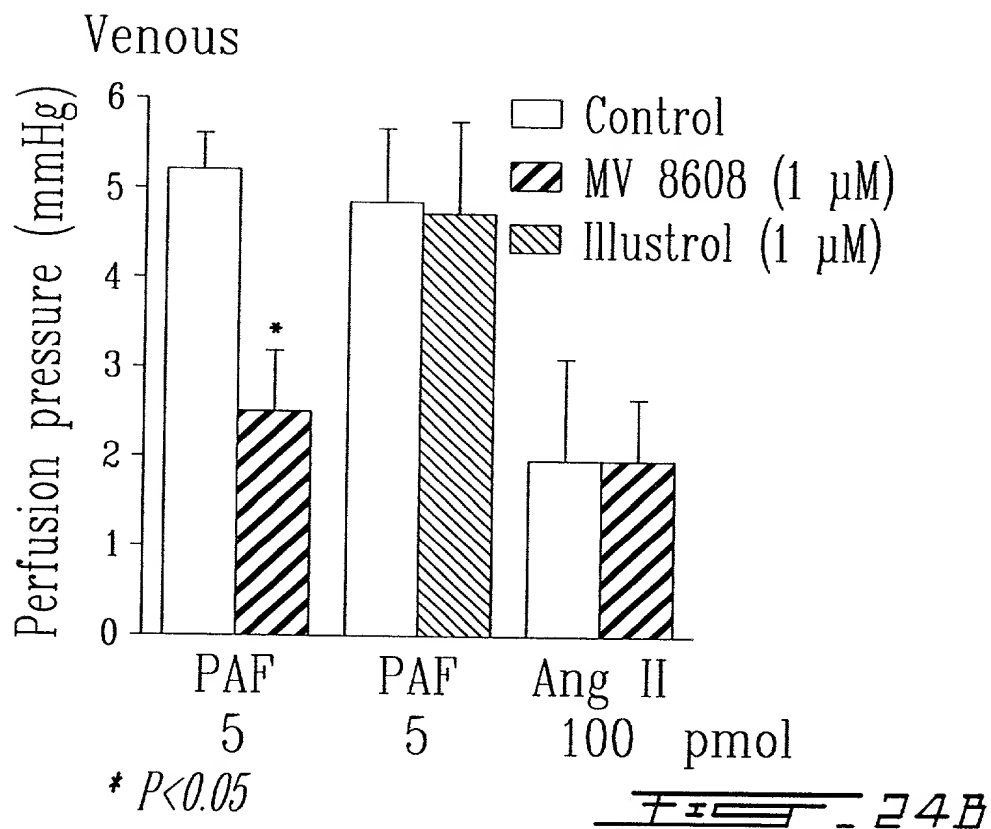 Venous
Perfusion pressure (mmHg)
6
5
4
3
2
1
0
Control
MV 8608 (1 µM)
Illustrol (1 µM)
*
PAF PAF Ang II
5 5 100 pmol
* P<0.05
Fig_24B